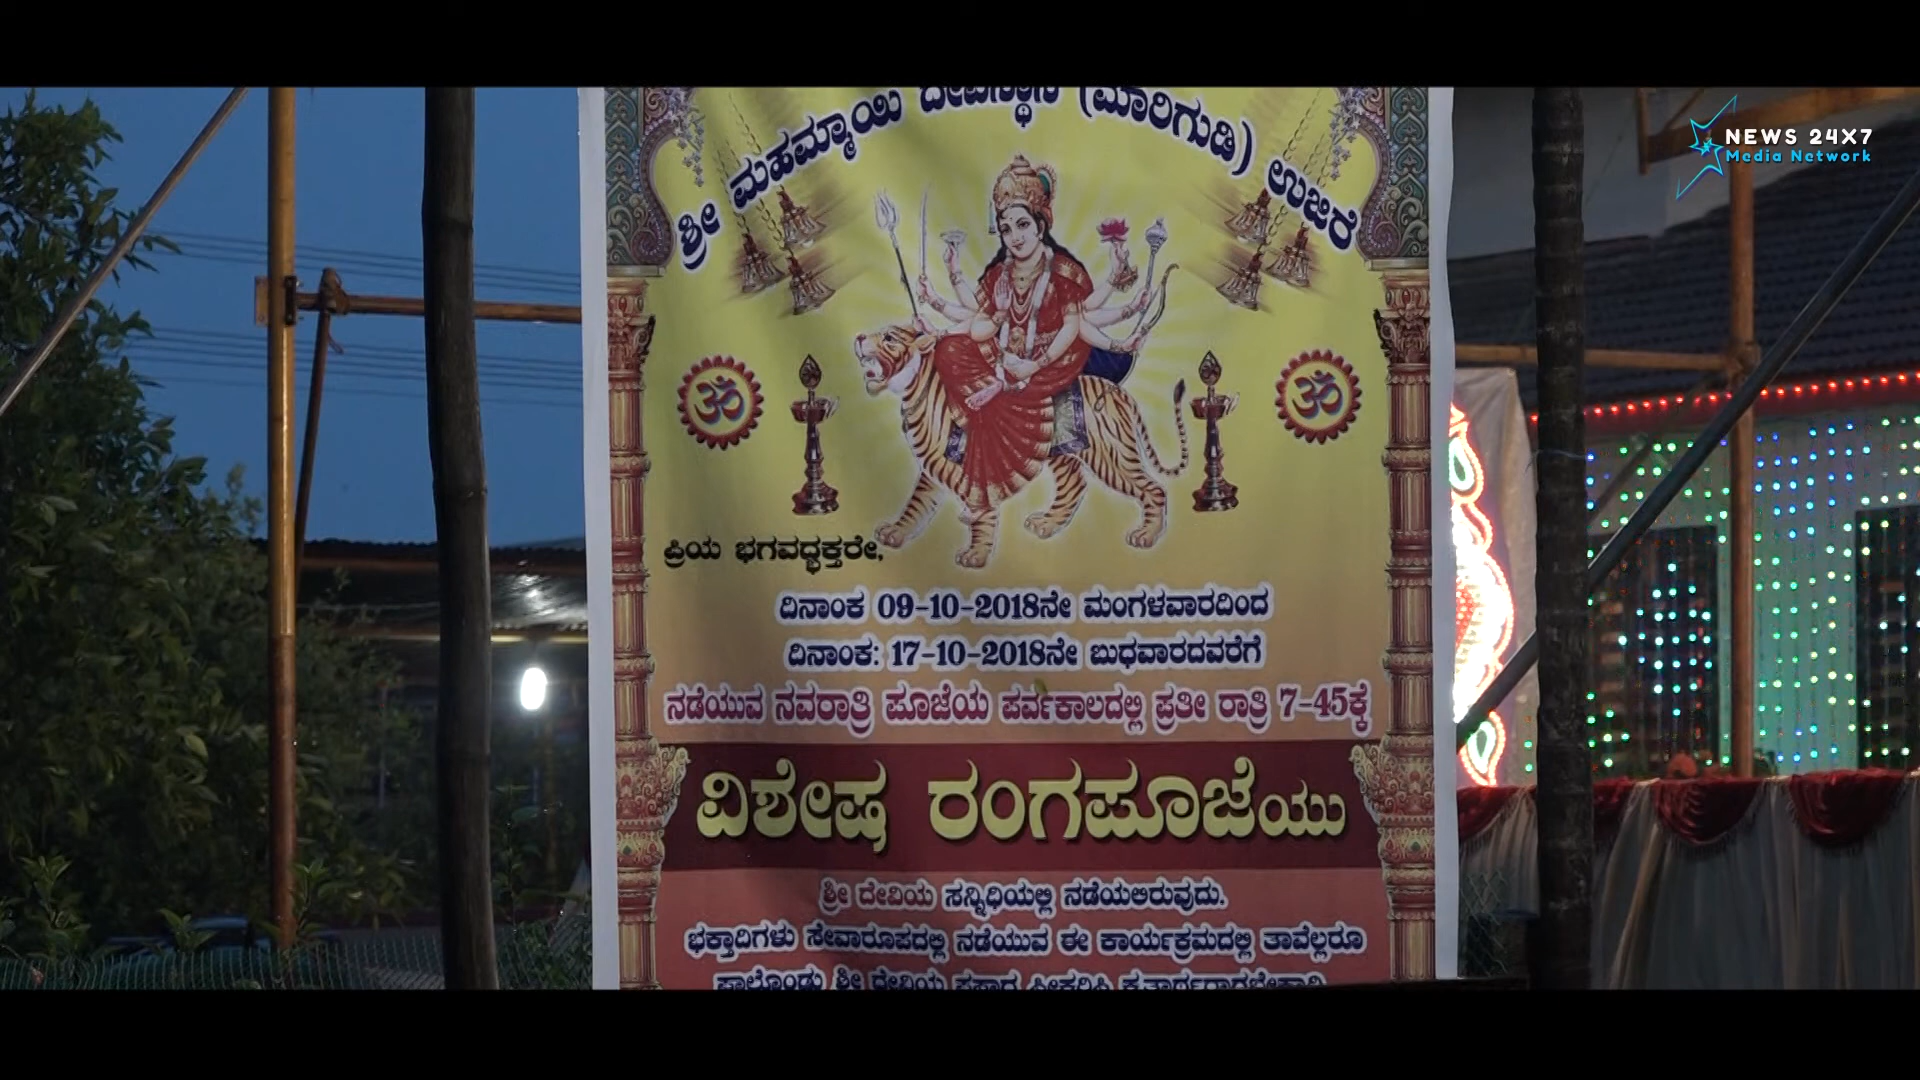 ಶ್ರೀ ಮಹಮ್ಮಾಯಿ ದೇವಸ್ಥಾನ (ಮಾರಿಗುಡಿ) ಉಜಿರೆ
NEWS 24X7
Media Network
ॐ ॐ
ಪ್ರಿಯ ಭಗವದ್ಭಕ್ತರೇ,
ದಿನಾಂಕ 09-10-2018ನೇ ಮಂಗಳವಾರದಿಂದ
ದಿನಾಂಕ: 17-10-2018ನೇ ಬುಧವಾರದವರೆಗೆ
ನಡೆಯುವ ನವರಾತ್ರಿ ಪೂಜೆಯ ಪರ್ವಕಾಲದಲ್ಲಿ ಪ್ರತೀ ರಾತ್ರಿ 7-45ಕ್ಕೆ
ವಿಶೇಷ ರಂಗಪೂಜೆಯು
ಶ್ರೀ ದೇವಿಯ ಸನ್ನಿಧಿಯಲ್ಲಿ ನಡೆಯಲಿರುವುದು.
ಭಕ್ತಾದಿಗಳು ಸೇವಾರೂಪದಲ್ಲಿ ನಡೆಯುವ ಈ ಕಾರ್ಯಕ್ರಮದಲ್ಲಿ ತಾವೆಲ್ಲರೂ
ಪಾಲ್ಗೊಂಡು ಶ್ರೀ ದೇವಿಯ ಪ್ರಸಾದ ಸ್ವೀಕರಿಸಿ